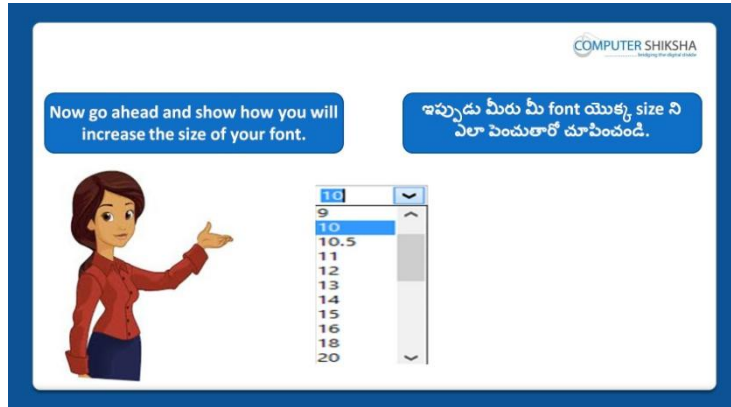 COMPUTER SHIKSHA
bridging the digital divide
Now go ahead and show how you will
increase the size of your font.
ఇప్పుడు మీరు మీ font యొక్క size ని
ఎలా పెంచుతారో చూపించండి.
10
9
10
10.5
11
12
13
14
15
16
18
20